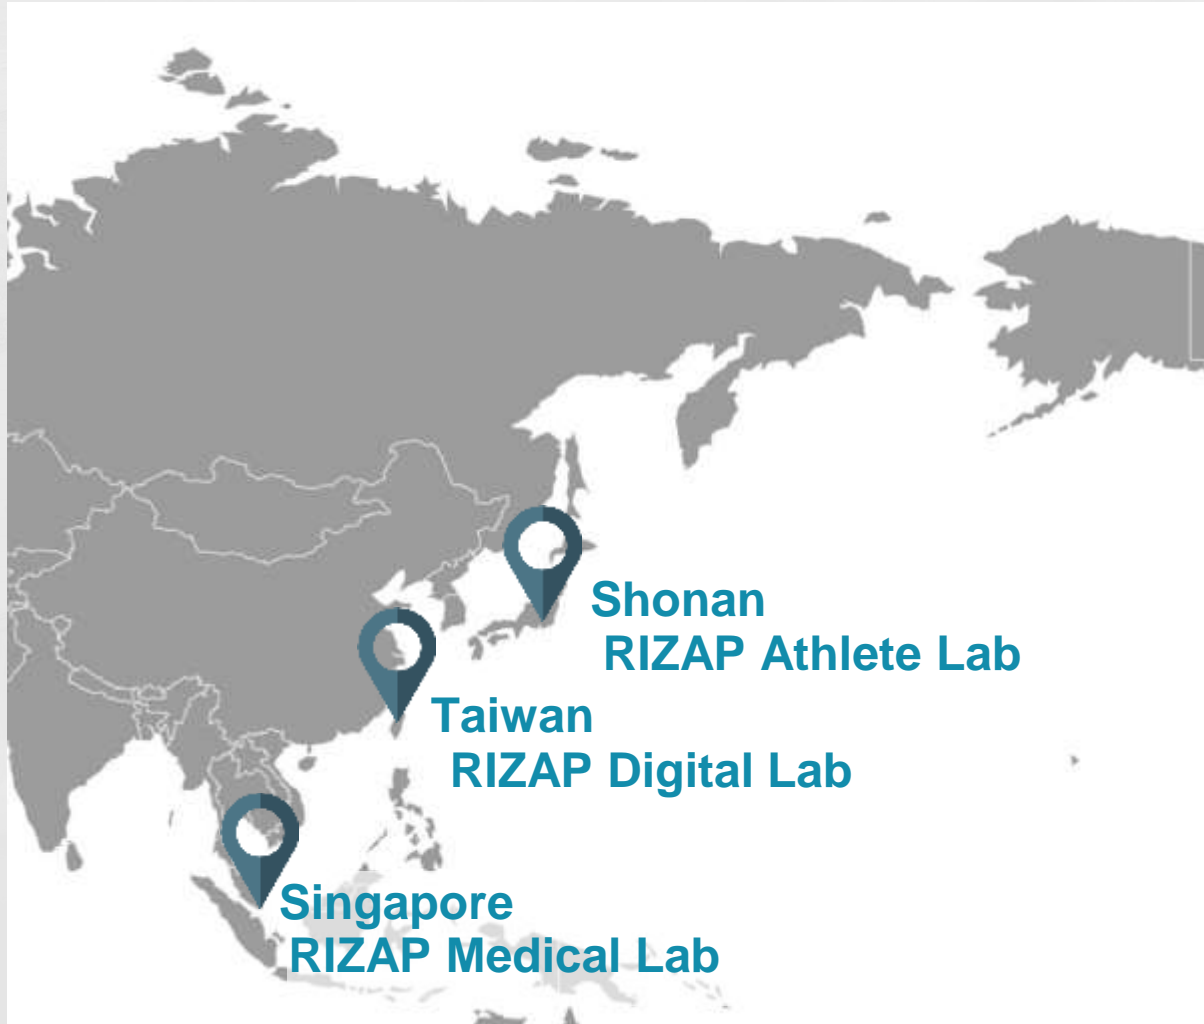 Shonan
RIZAP Athlete Lab
Taiwan
RIZAP Digital Lab
Singapore
RIZAP Medical Lab